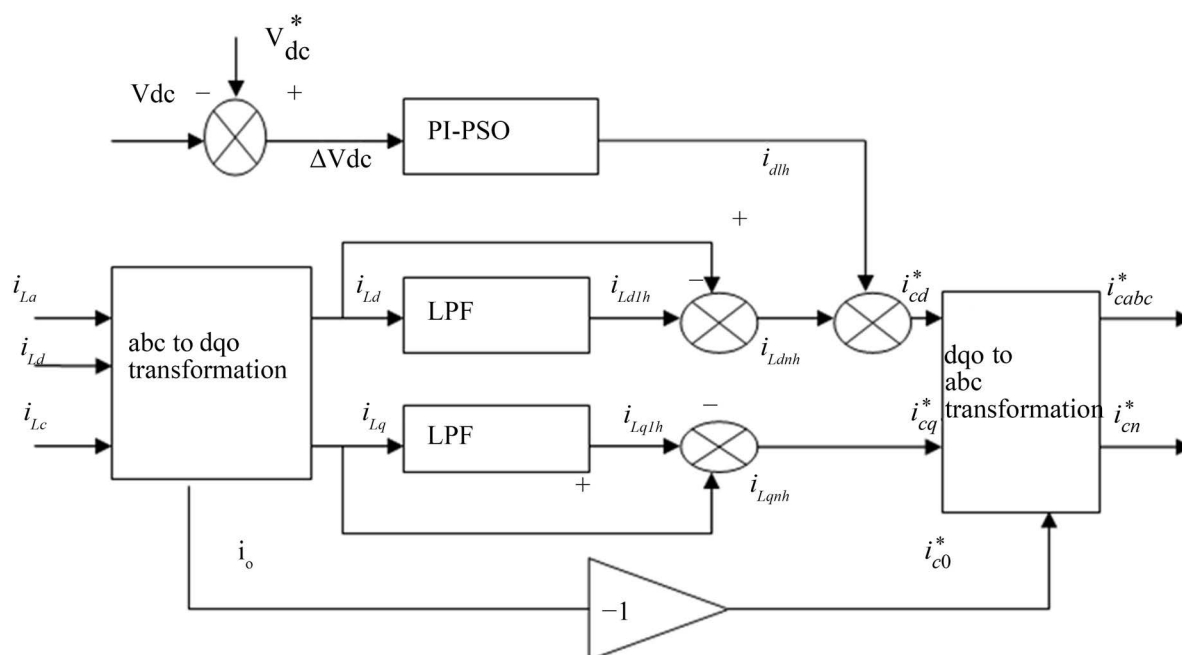 V*dc
Vdc − +
ΔVdc
PI-PSO
idlh
+
iLa
iLd
iLc
abc to dqo
transformation
iLd
LPF
iLd1h
−
iLdnh
i*cd
iLq
LPF
+
iLq1h
−
iLqnh
i*cq
dqo to
abc
transformation
i*cabc
i*cn
io
−1
i*c0